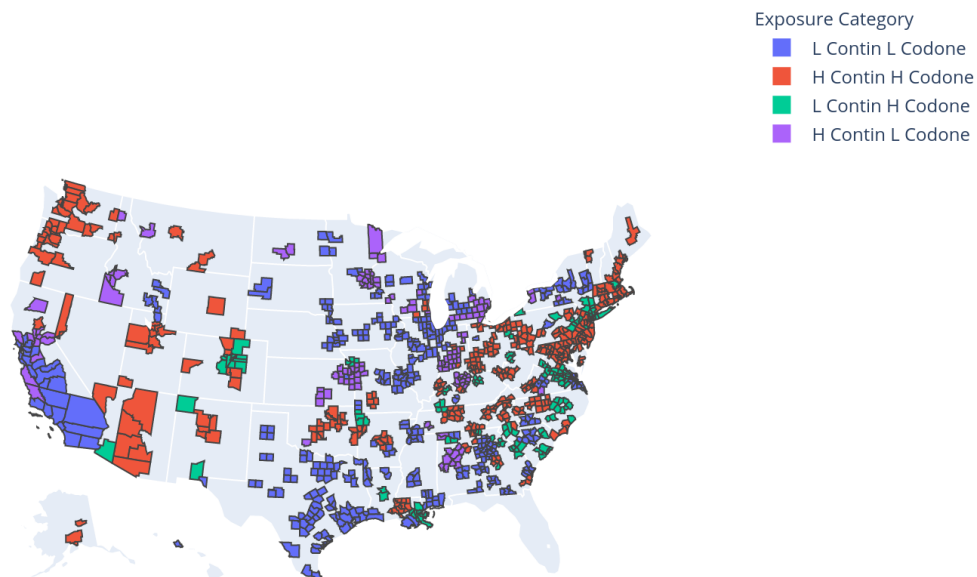 Exposure Category
L Contin L Codone
H Contin H Codone
L Contin H Codone
H Contin L Codone